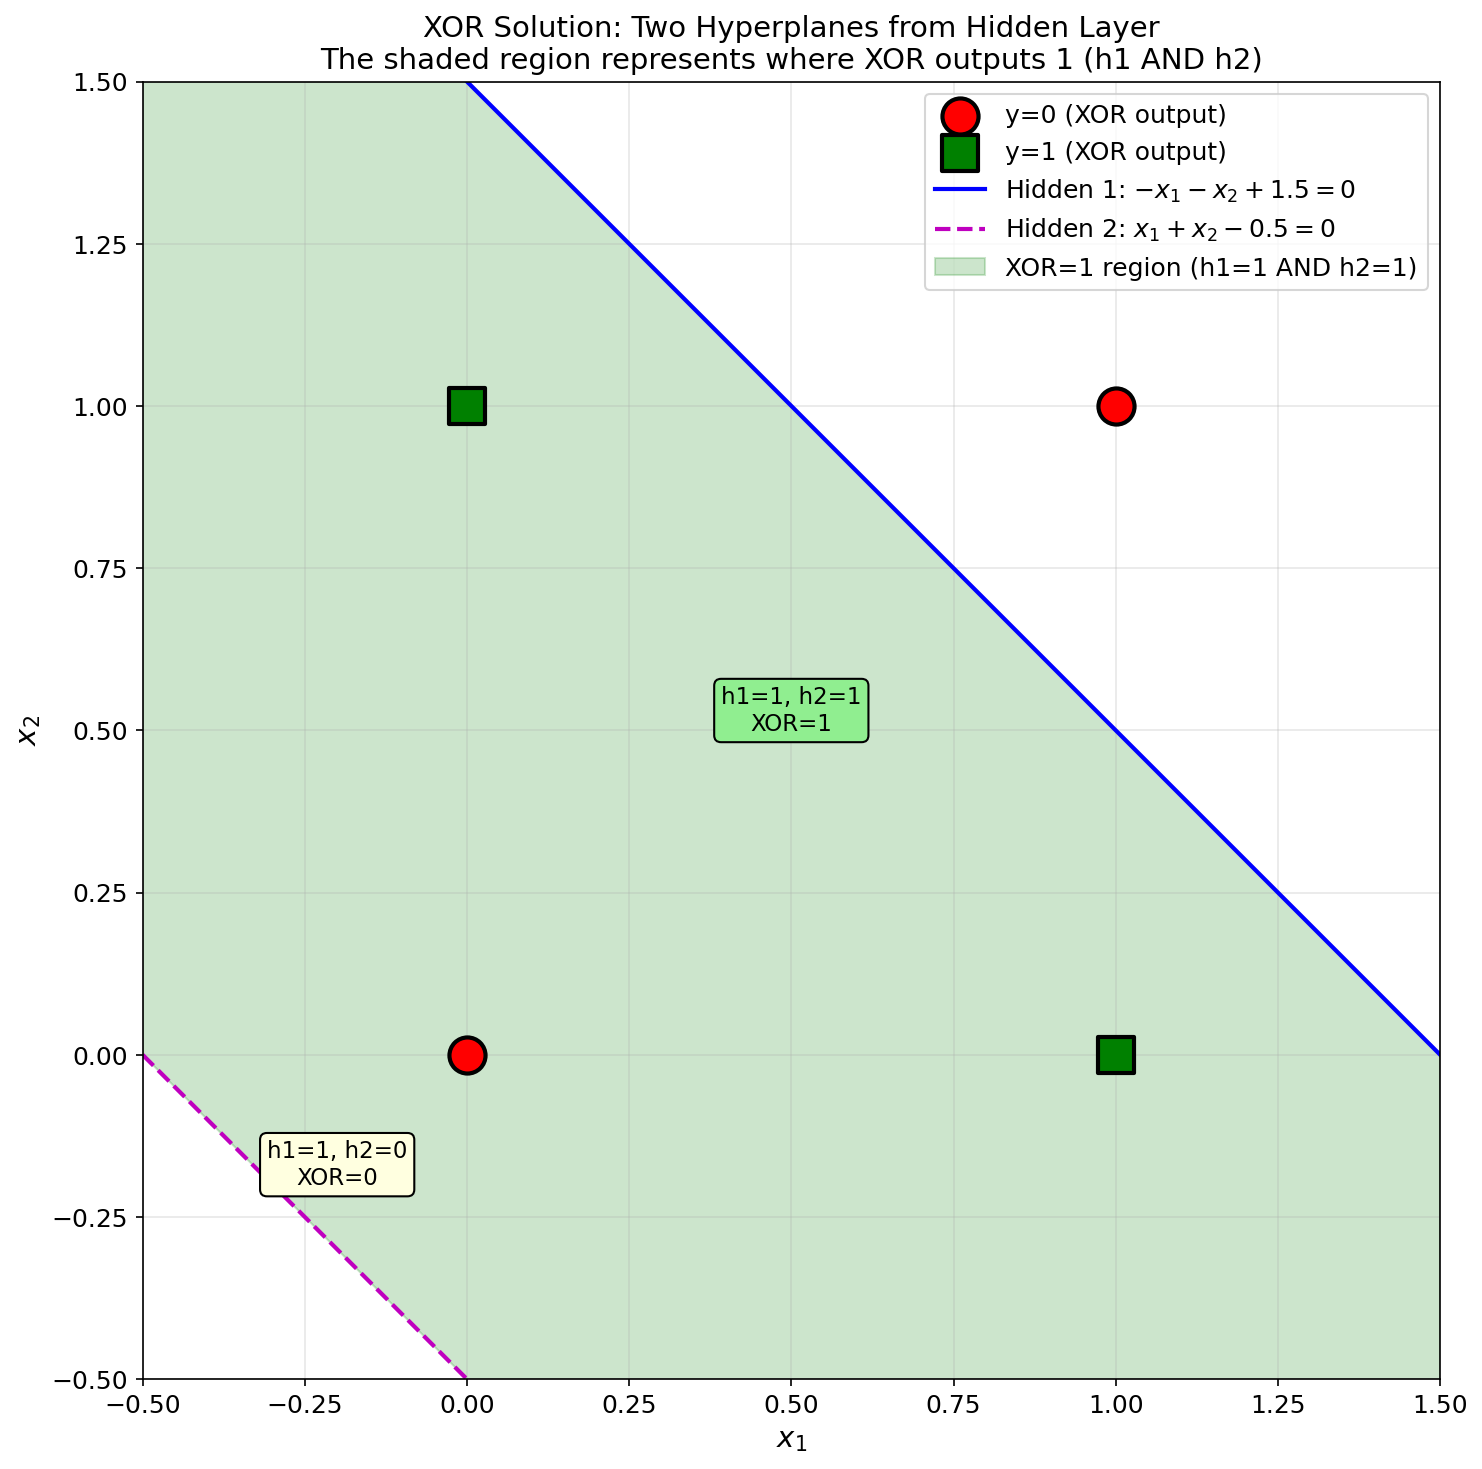 XOR Solution: Two Hyperplanes from Hidden Layer
The shaded region represents where XOR outputs 1 (h1 AND h2)
y=0 (XOR output)
y=1 (XOR output)
Hidden 1: −x₁ − x₂ + 1.5 = 0
Hidden 2: x₁ + x₂ − 0.5 = 0
XOR=1 region (h1=1 AND h2=1)
h1=1, h2=1
XOR=1
h1=1, h2=0
XOR=0
1.50
1.25
1.00
0.75
0.50
0.25
0.00
−0.25
−0.50
x₂
−0.50
−0.25
0.00
0.25
0.50
0.75
1.00
1.25
1.50
x₁